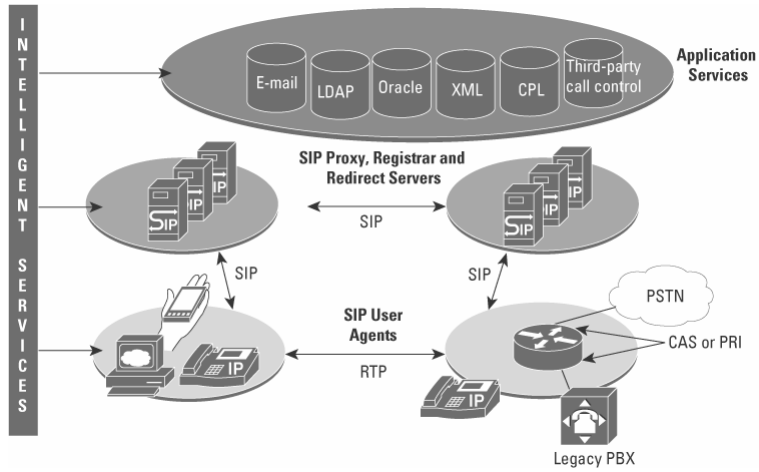 INTELLIGENT SERVICES
Application
Services
E-mail
LDAP
Oracle
XML
CPL
Third-party
call control
SIP Proxy, Registrar and
Redirect Servers
SIP
IP
IP
SIP
IP
IP
SIP
SIP
SIP
SIP User
Agents
RTP
IP
IP
PSTN
CAS or PRI
Legacy PBX